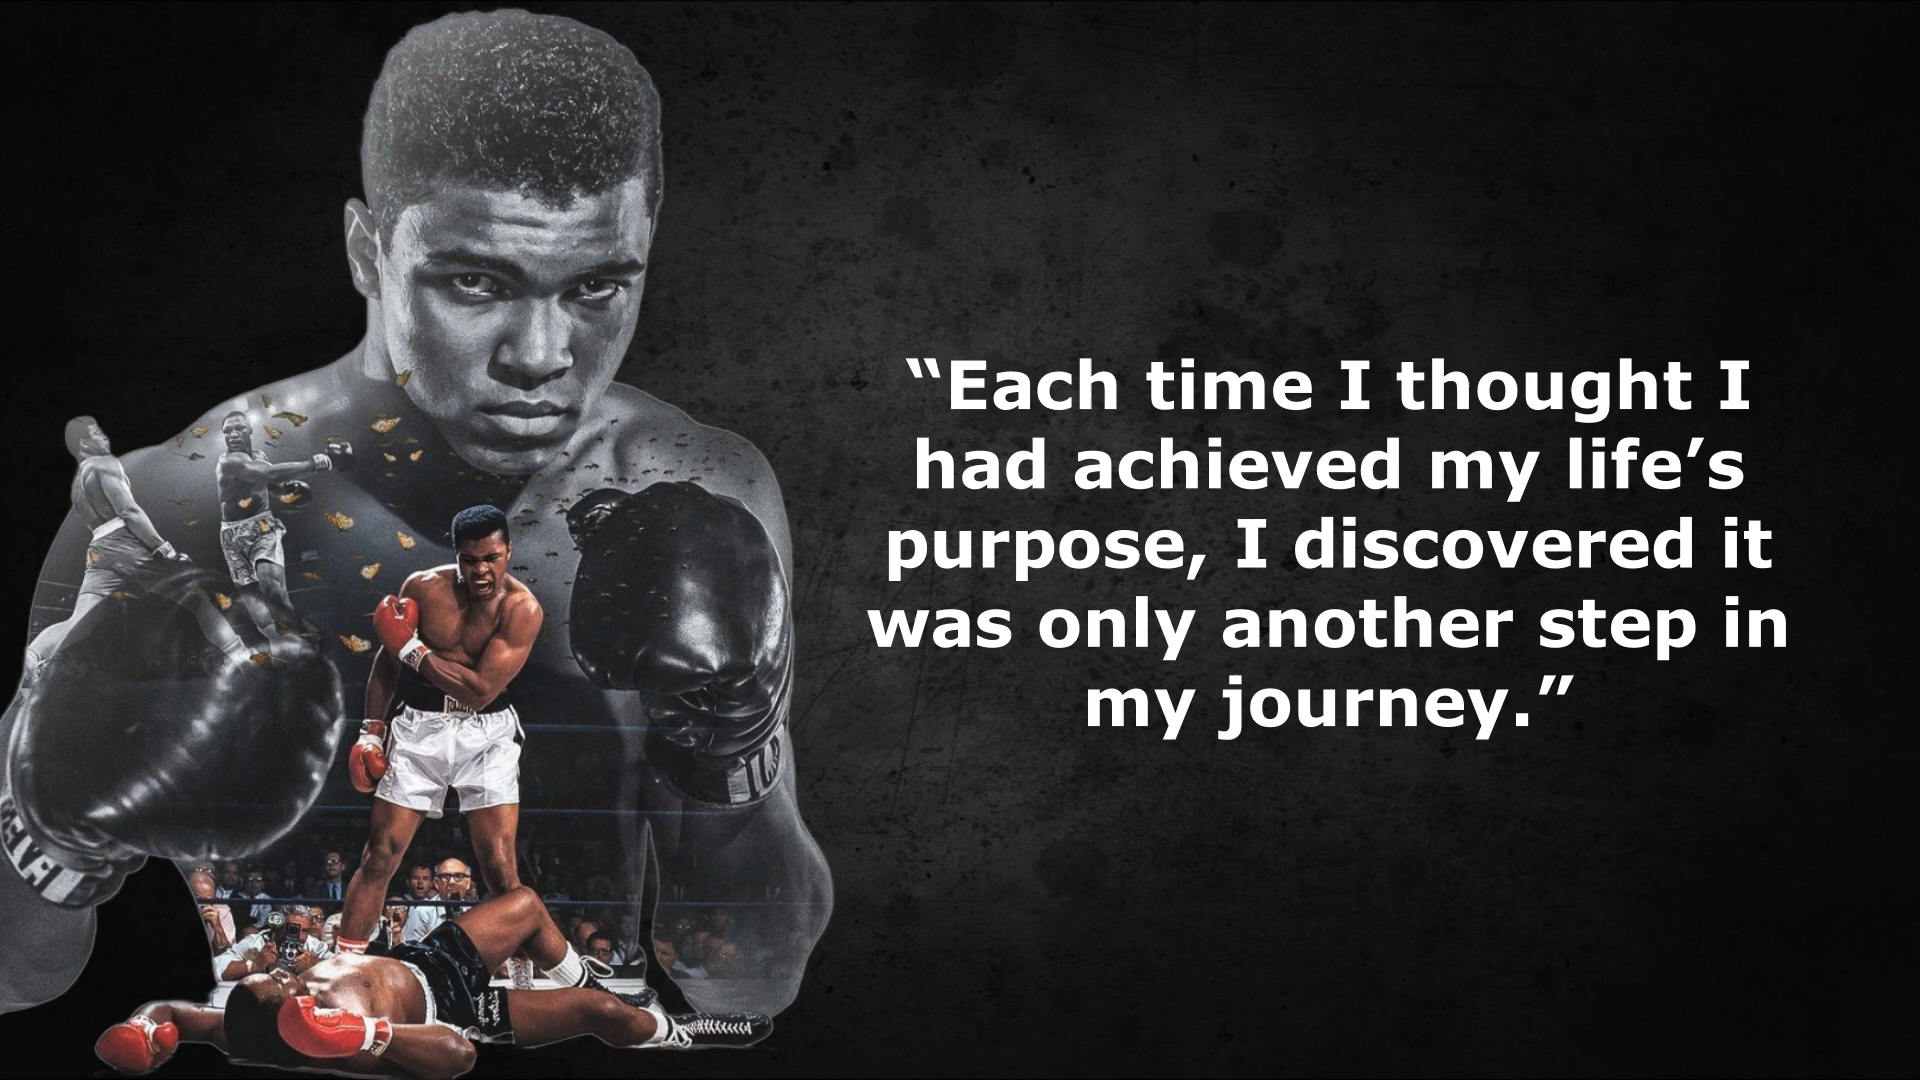 “Each time I thought I
had achieved my life’s
purpose, I discovered it
was only another step in
my journey.”